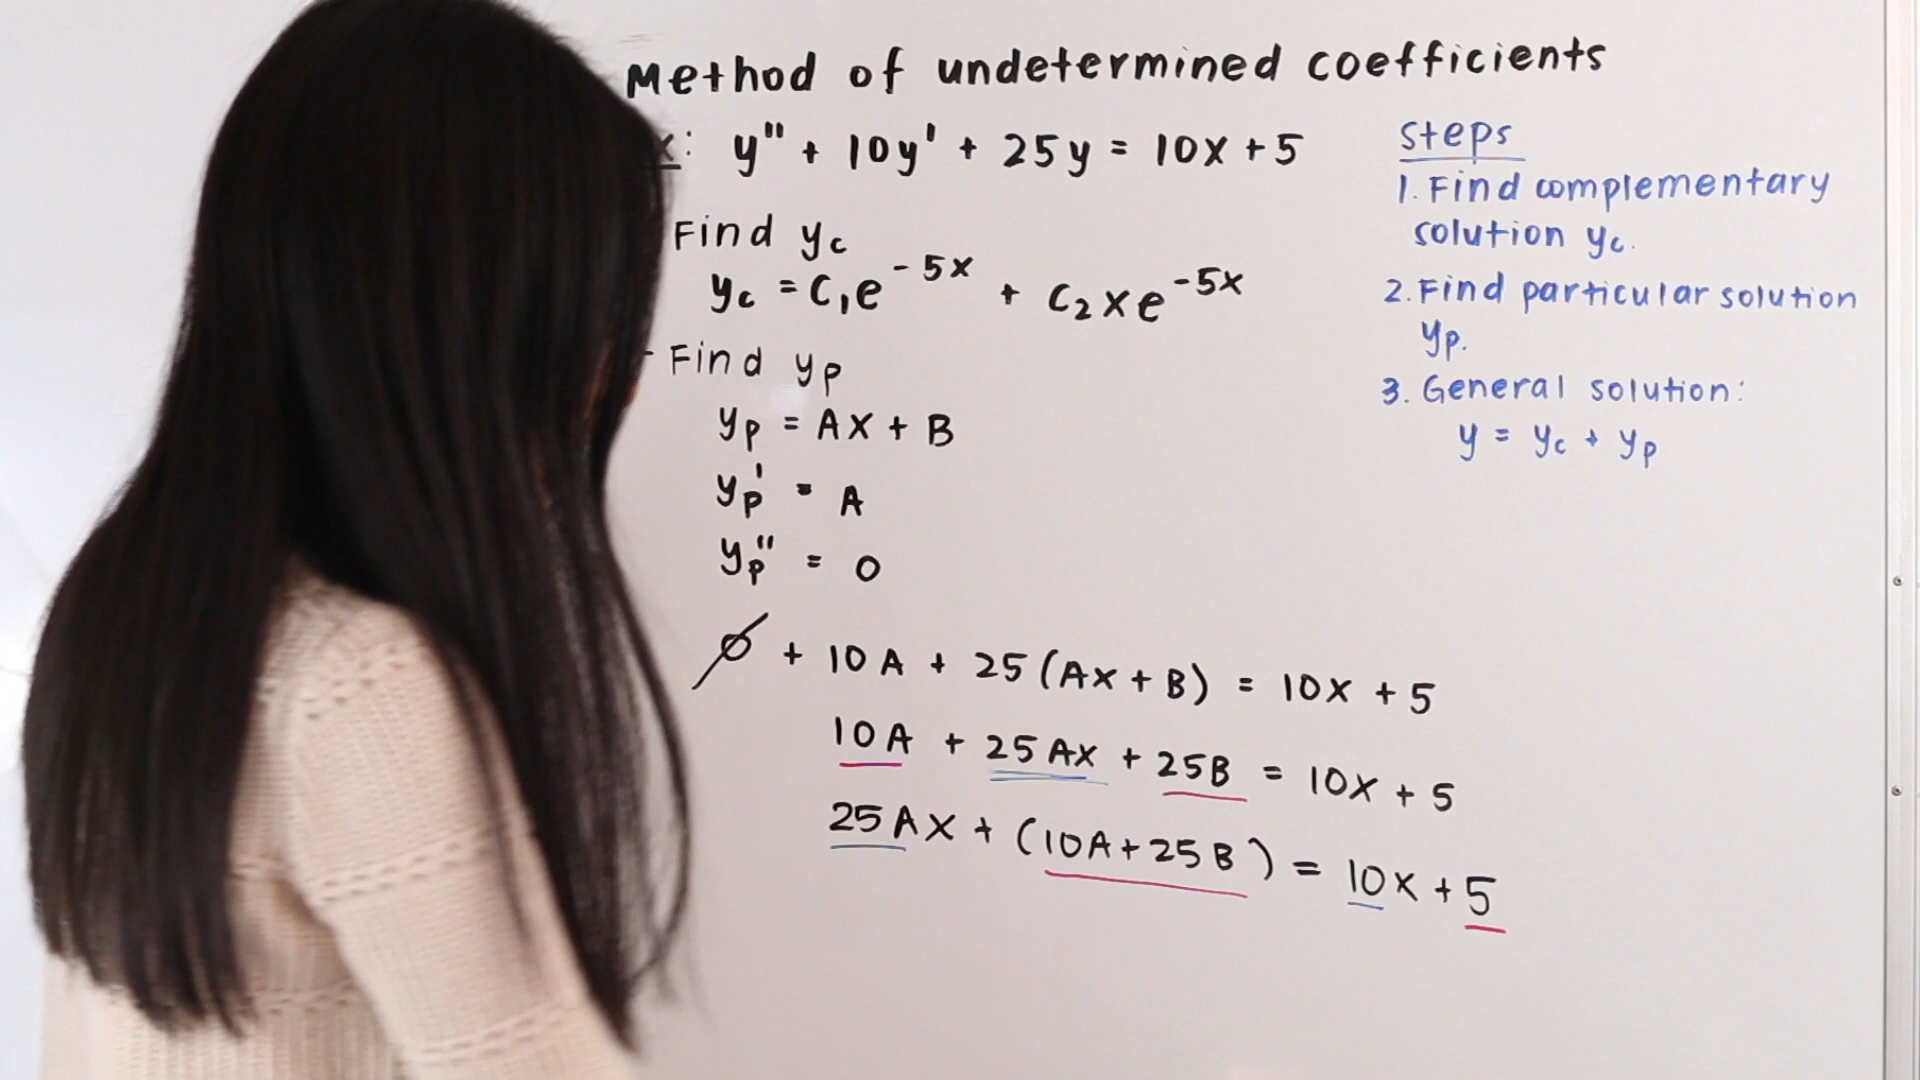 Method of undetermined coefficients
x: y" + 10y' + 25y = 10x + 5
Find yc
yc = C₁e⁻⁵ˣ + C₂xe⁻⁵ˣ
- Find yp
yp = Ax + B
yp' = A
yp" = 0
0 + 10A + 25(Ax + B) = 10x + 5
10A + 25Ax + 25B = 10x + 5
25Ax + (10A + 25B) = 10x + 5
Steps
1. Find complementary
solution yc.
2. Find particular solution
yp.
3. General solution:
y = yc + yp